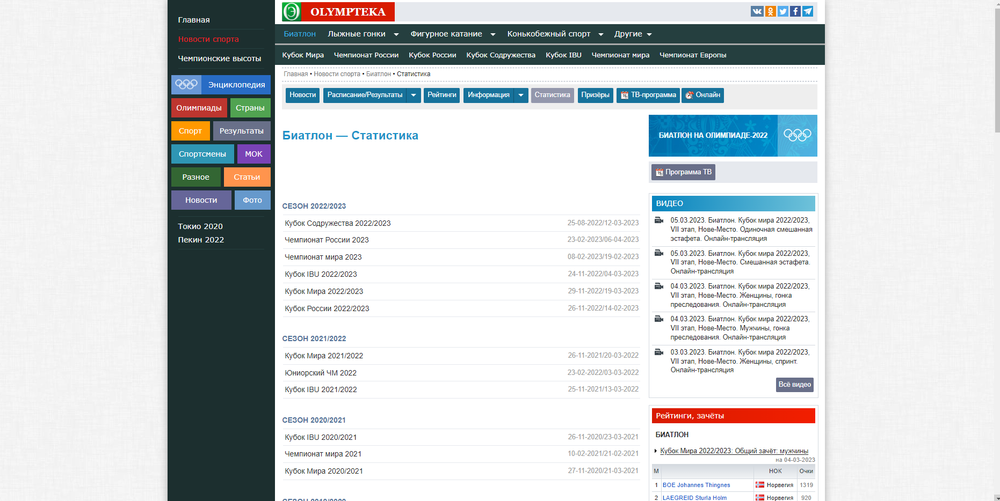 Главная
Новости спорта
Чемпионские высоты
Энциклопедия
Олимпиады
Страны
Спорт
Результаты
Спортсмены
МОК
Разное
Статьи
Новости
Фото
Токио 2020
Пекин 2022
Э OLYMPTEKA
Биатлон Лыжные гонки Фигурное катание Конькобежный спорт Другие
Кубок Мира Чемпионат России Кубок России Кубок Содружества Кубок IBU Чемпионат мира Чемпионат Европы
Главная • Новости спорта • Биатлон • Статистика
Новости Расписание/Результаты Рейтинги Информация Статистика Призёры 15 ТВ-программа Онлайн
Биатлон — Статистика
СЕЗОН 2022/2023
Кубок Содружества 2022/2023 25-08-2022/12-03-2023
Чемпионат России 2023 23-02-2023/06-04-2023
Чемпионат мира 2023 08-02-2023/19-02-2023
Кубок IBU 2022/2023 24-11-2022/04-03-2023
Кубок Мира 2022/2023 29-11-2022/19-03-2023
Кубок России 2022/2023 26-11-2022/14-02-2023
СЕЗОН 2021/2022
Кубок Мира 2021/2022 26-11-2021/20-03-2022
Юниорский ЧМ 2022 23-02-2022/03-03-2022
Кубок IBU 2021/2022 25-11-2021/13-03-2022
СЕЗОН 2020/2021
Кубок IBU 2020/2021 26-11-2020/23-03-2021
Чемпионат мира 2021 10-02-2021/21-02-2021
Кубок Мира 2020/2021 27-11-2020/21-03-2021
СЕЗОН 2019/2020
БИАТЛОН НА ОЛИМПИАДЕ-2022
15 Программа ТВ
ВИДЕО
05.03.2023. Биатлон. Кубок мира 2022/2023,
VII этап, Нове-Место. Одиночная смешанная
эстафета. Онлайн-трансляция
05.03.2023. Биатлон. Кубок мира 2022/2023,
VII этап, Нове-Место. Смешанная эстафета.
Онлайн-трансляция
04.03.2023. Биатлон. Кубок мира 2022/2023,
VII этап, Нове-Место. Женщины, гонка
преследования. Онлайн-трансляция
04.03.2023. Биатлон. Кубок мира 2022/2023,
VII этап, Нове-Место. Мужчины, гонка
преследования. Онлайн-трансляция
03.03.2023. Биатлон. Кубок мира 2022/2023,
VII этап, Нове-Место. Женщины, спринт.
Онлайн-трансляция
Всё видео
Рейтинги, зачёты
БИАТЛОН
Кубок Мира 2022/2023: Общий зачёт: мужчины
на 04-03-2023
М НОК Очки
1 BOE Johannes Thingnes Норвегия 1319
2 LAEGREID Sturla Holm Норвегия 920